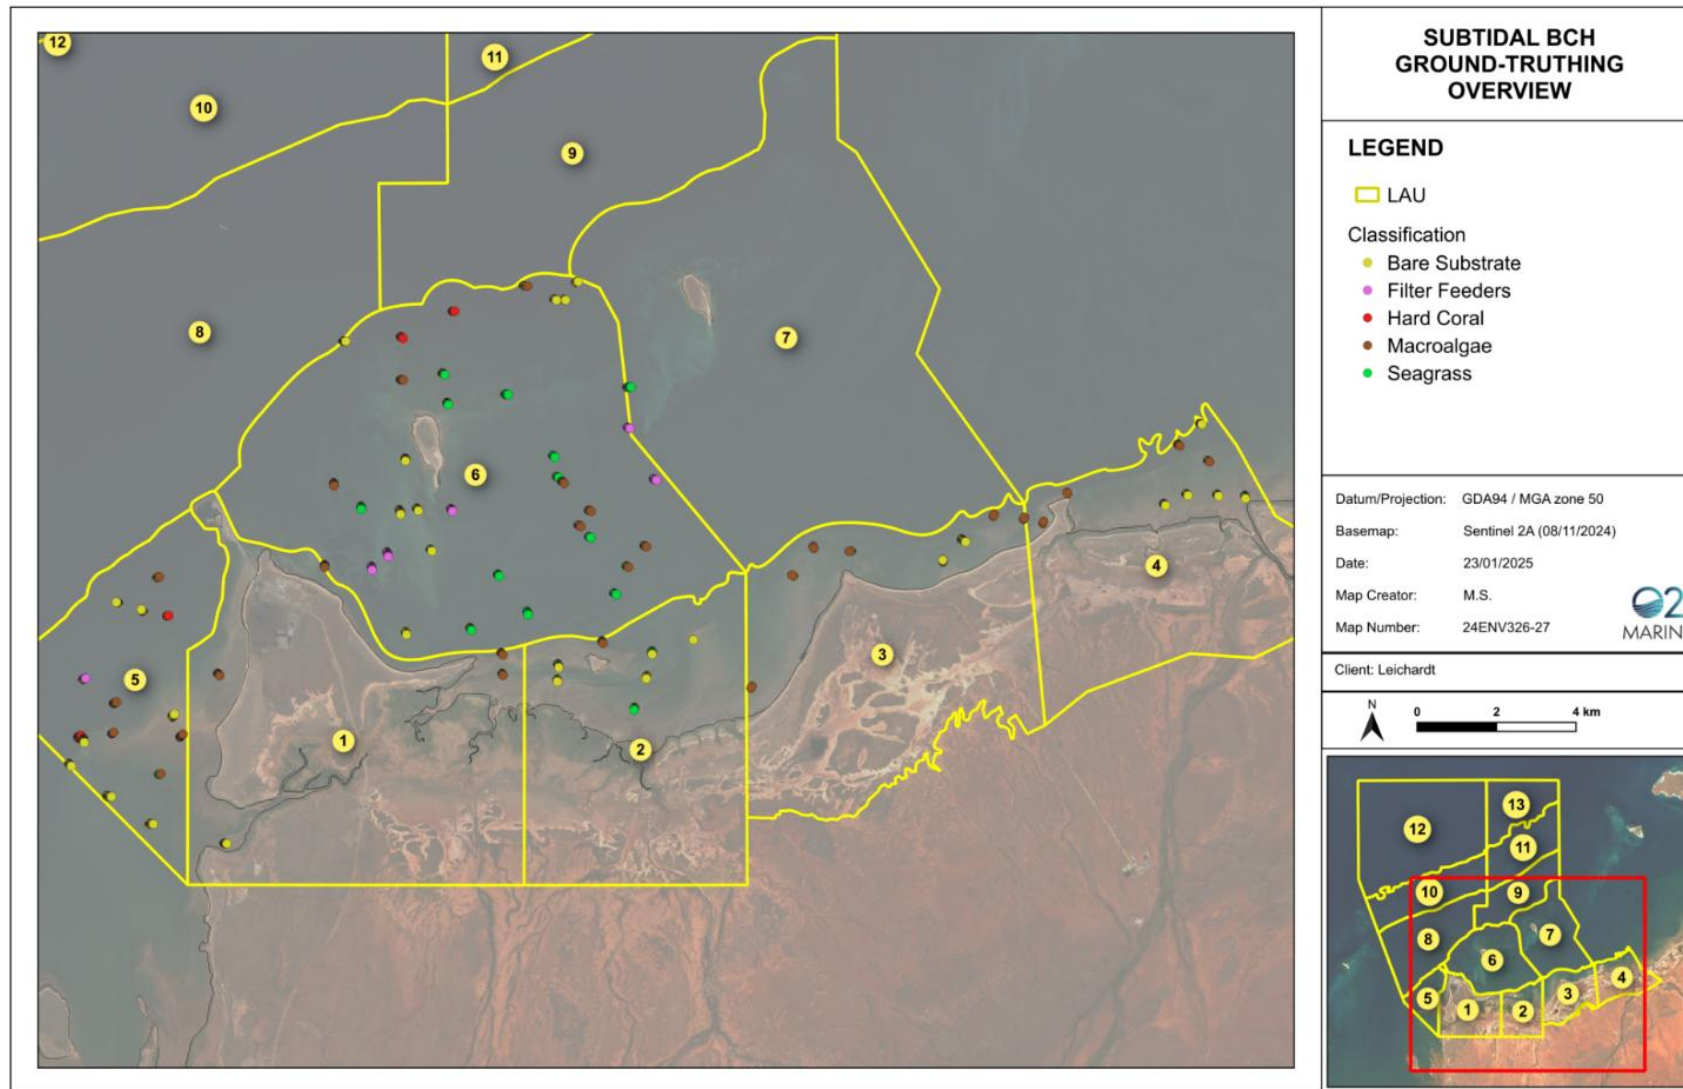 SUBTIDAL BCH
GROUND-TRUTHING
OVERVIEW
LEGEND
LAU
Classification
Bare Substrate
Filter Feeders
Hard Coral
Macroalgae
Seagrass
Datum/Projection: GDA94 / MGA zone 50
Basemap: Sentinel 2A (08/11/2024)
Date: 23/01/2025
Map Creator: M.S.
Map Number: 24ENV326-27
O2
MARIN
Client: Leichardt
N
0 2 4 km
12
11
10
9
8
7
6
4
3
5
1
2
13
12
11
10
9
7
8
6
4
5
3
1
2